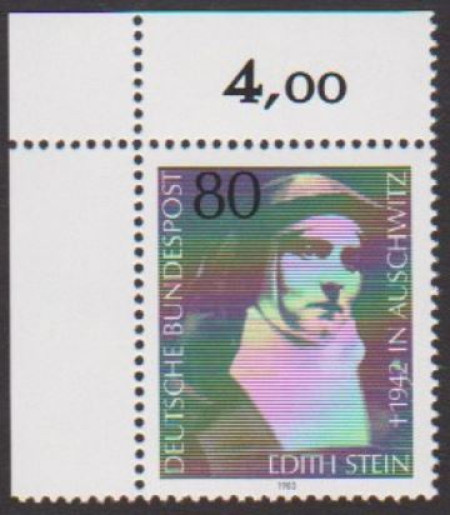 4,00
80
DEUTSCHE BUNDESPOST
†1942 IN AUSCHWITZ
EDITH STEIN
1983